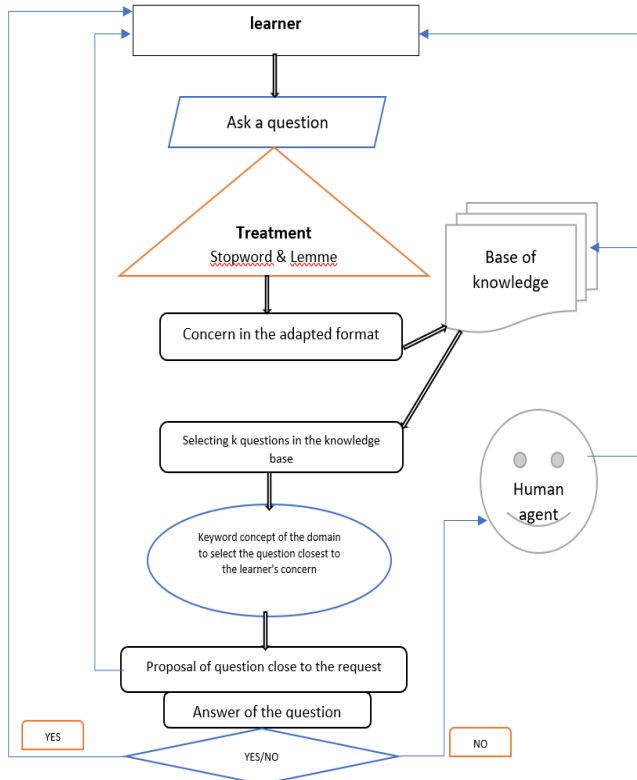 learner
Ask a question
Treatment
Stopword & Lemme
Base of
knowledge
Concern in the adapted format
Selecting k questions in the knowledge
base
Human
agent
Keyword concept of the domain
to select the question closest to
the learner's concern
Proposal of question close to the request
Answer of the question
YES
YES/NO
NO